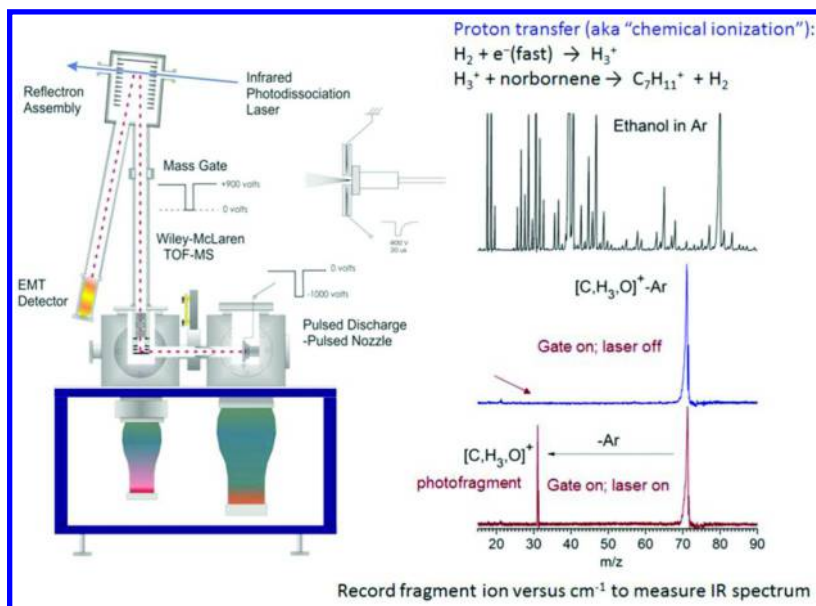 Proton transfer (aka “chemical ionization”):
H₂ + e⁻(fast) → H₃⁺
H₃⁺ + norbornene → C₇H₁₁⁺ + H₂
Reflectron
Assembly
Infrared
Photodissociation
Laser
Mass Gate
+900 volts
0 volts
Wiley-McLaren
TOF-MS
EMT
Detector
0 volts
-1000 volts
Pulsed Discharge
-Pulsed Nozzle
Ethanol in Ar
[C,H₃,O]⁺-Ar
Gate on; laser off
-Ar
[C,H₃,O]⁺
photofragment
Gate on; laser on
20 30 40 50 60 70 80 90
m/z
Record fragment ion versus cm⁻¹ to measure IR spectrum